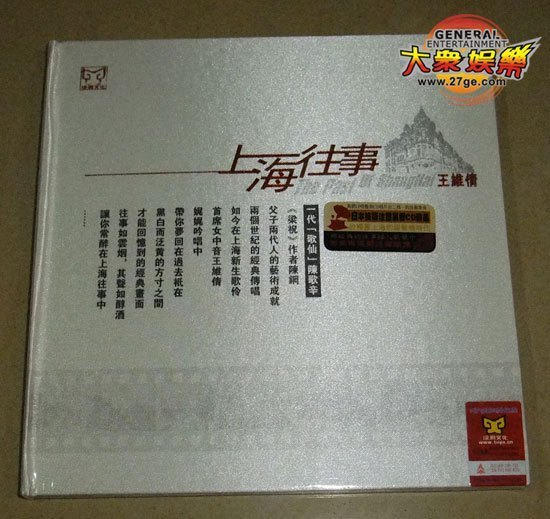 GENERAL
ENTERTAINMENT
大衆娛樂
www.27ge.com
上海往事
The Past Of ShangHai
王維倩
一代「歌仙」陳歌辛
《梁祝》作者陳鋼
父子兩代人的藝術成就
兩個世紀的經典傳唱
如今在上海新生歌伶
首席女中音王維倩
娓娓吟唱中
帶你夢回在過去祇在
黑白而泛黄的方寸之間
才能回憶到的經典畫面
往事如雲烟，其聲如醇酒
讓你常醉在上海往事中